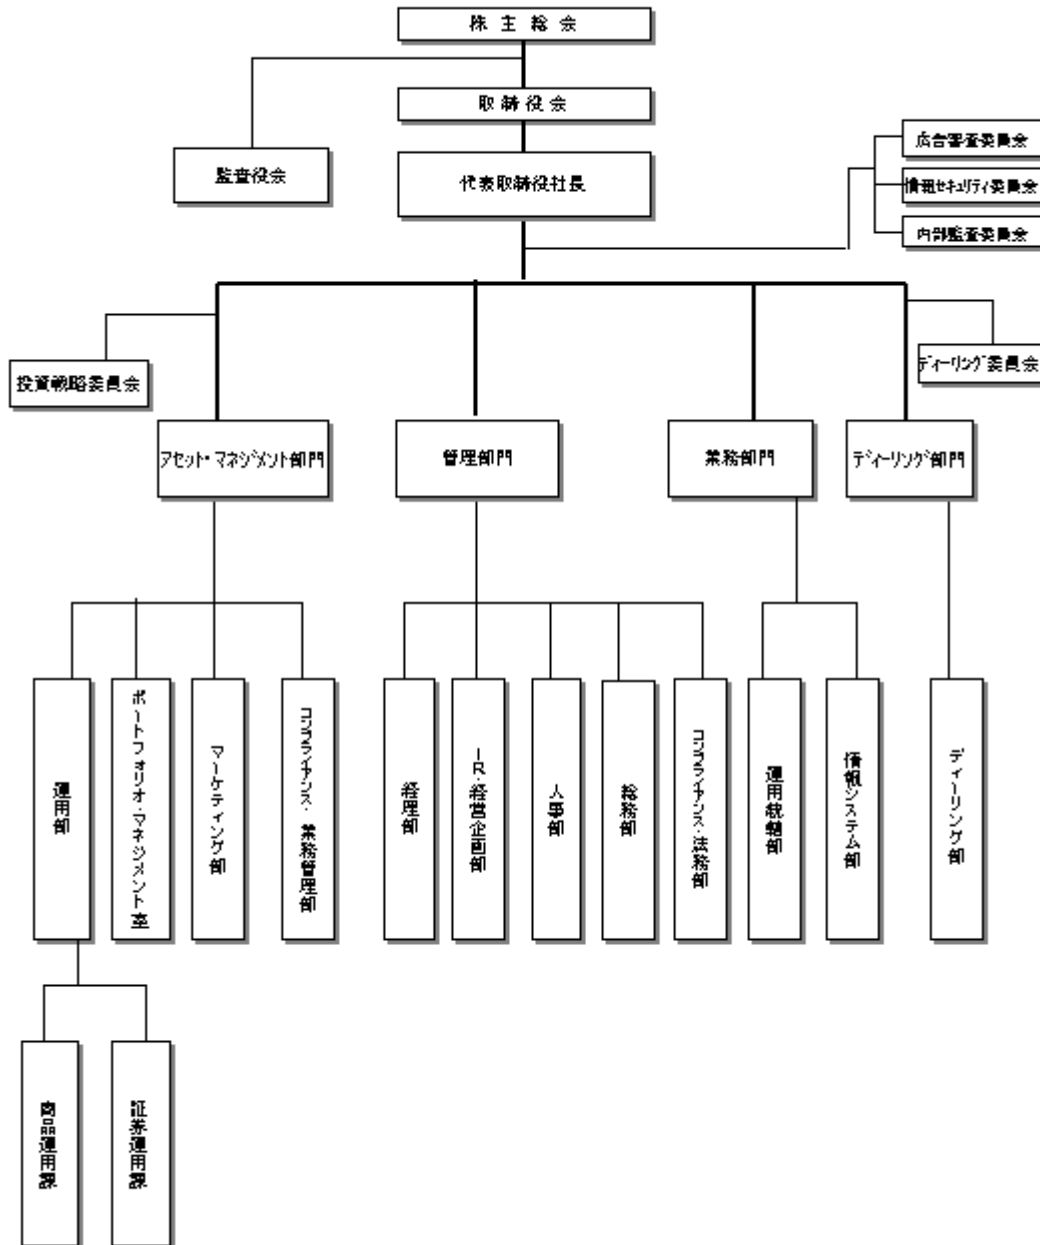 株主総会
取締役会
監査役会
代表取締役社長
広告審査委員会
情報セキュリティ委員会
内部監査委員会
投資戦略委員会
ディーリング委員会
アセット・マネジメント部門
管理部門
業務部門
ディーリング部門
運用部
ポートフォリオ・マネジメント室
マーケティング部
コンプライアンス・業務管理部
経理部
IR・経営企画部
人事部
総務部
コンプライアンス・法務部
運用統轄部
情報システム部
ディーリング部
商品運用課
証券運用課